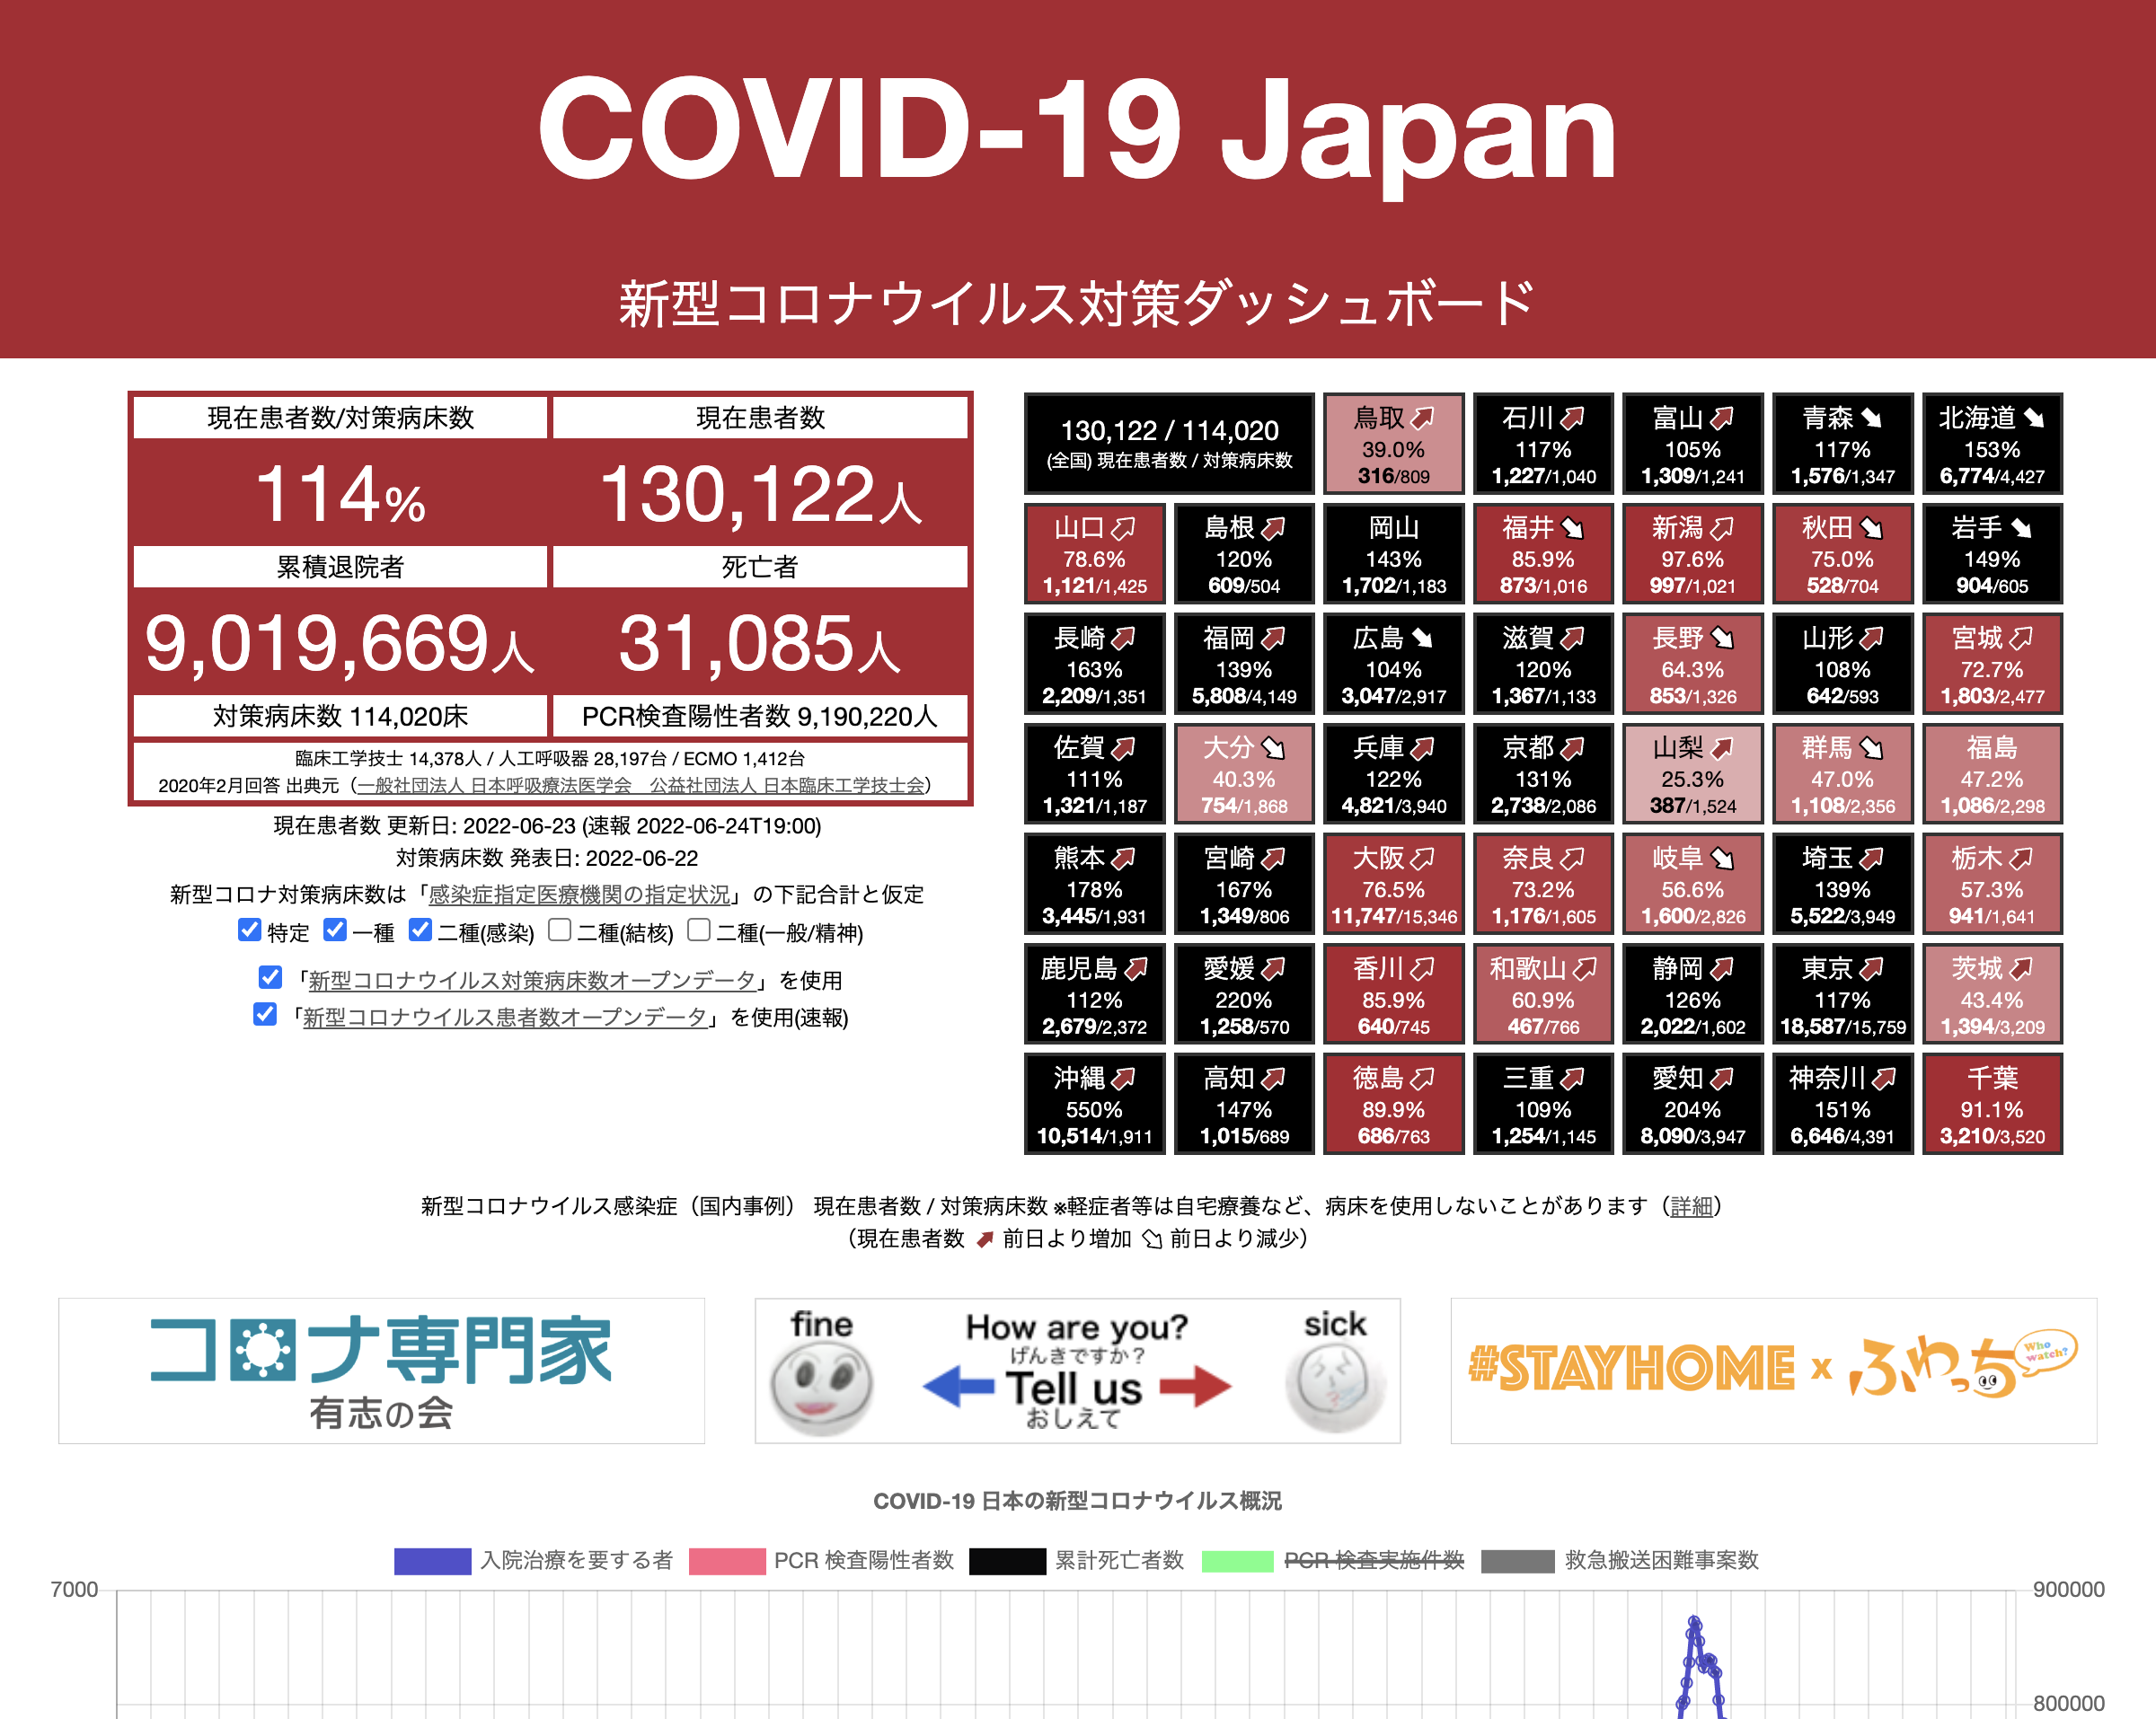 COVID-19 Japan
新型コロナウイルス対策ダッシュボード
現在患者数/対策病床数 現在患者数
114% 130,122人
累積退院者 死亡者
9,019,669人 31,085人
対策病床数 114,020床 PCR検査陽性者数 9,190,220人
臨床工学技士 14,378人 / 人工呼吸器 28,197台 / ECMO 1,412台
2020年2月回答 出典元（一般社団法人 日本呼吸療法医学会　公益社団法人 日本臨床工学技士会）
現在患者数 更新日: 2022-06-23 (速報 2022-06-24T19:00)
対策病床数 発表日: 2022-06-22
新型コロナ対策病床数は「感染症指定医療機関の指定状況」の下記合計と仮定
特定 一種 二種(感染) 二種(結核) 二種(一般/精神)
「新型コロナウイルス対策病床数オープンデータ」を使用
「新型コロナウイルス患者数オープンデータ」を使用(速報)
130,122 / 114,020
(全国) 現在患者数 / 対策病床数
鳥取 石川 富山 青森 北海道
39.0% 117% 105% 117% 153%
316/809 1,227/1,040 1,309/1,241 1,576/1,347 6,774/4,427
山口 島根 岡山 福井 新潟 秋田 岩手
78.6% 120% 143% 85.9% 97.6% 75.0% 149%
1,121/1,425 609/504 1,702/1,183 873/1,016 997/1,021 528/704 904/605
長崎 福岡 広島 滋賀 長野 山形 宮城
163% 139% 104% 120% 64.3% 108% 72.7%
2,209/1,351 5,808/4,149 3,047/2,917 1,367/1,133 853/1,326 642/593 1,803/2,477
佐賀 大分 兵庫 京都 山梨 群馬 福島
111% 40.3% 122% 131% 25.3% 47.0% 47.2%
1,321/1,187 754/1,868 4,821/3,940 2,738/2,086 387/1,524 1,108/2,356 1,086/2,298
熊本 宮崎 大阪 奈良 岐阜 埼玉 栃木
178% 167% 76.5% 73.2% 56.6% 139% 57.3%
3,445/1,931 1,349/806 11,747/15,346 1,176/1,605 1,600/2,826 5,522/3,949 941/1,641
鹿児島 愛媛 香川 和歌山 静岡 東京 茨城
112% 220% 85.9% 60.9% 126% 117% 43.4%
2,679/2,372 1,258/570 640/745 467/766 2,022/1,602 18,587/15,759 1,394/3,209
沖縄 高知 徳島 三重 愛知 神奈川 千葉
550% 147% 89.9% 109% 204% 151% 91.1%
10,514/1,911 1,015/689 686/763 1,254/1,145 8,090/3,947 6,646/4,391 3,210/3,520
新型コロナウイルス感染症（国内事例） 現在患者数 / 対策病床数 ※軽症者等は自宅療養など、病床を使用しないことがあります（詳細）
（現在患者数 前日より増加 前日より減少）
コロナ専門家
有志の会
fine How are you? sick
げんきですか？
Tell us
おしえて
#STAYHOME x ふわっち Who watch?
COVID-19 日本の新型コロナウイルス概況
入院治療を要する者 PCR 検査陽性者数 累計死亡者数 PCR 検査実施件数 救急搬送困難事案数
7000 900000
800000